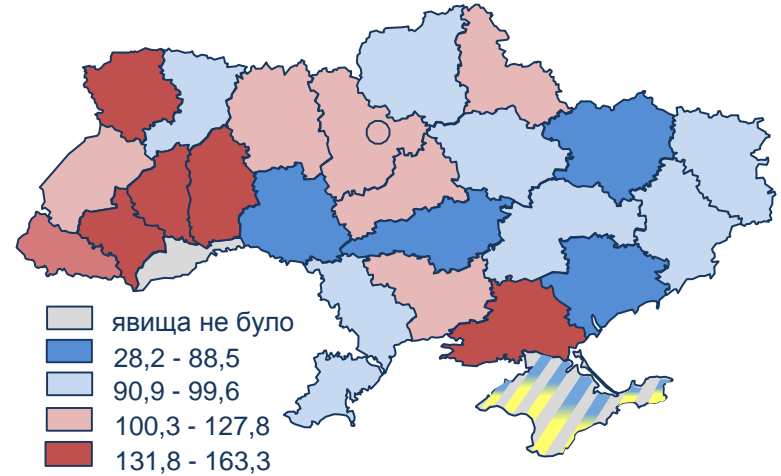 явища не було
28,2 - 88,5
90,9 - 99,6
100,3 - 127,8
131,8 - 163,3